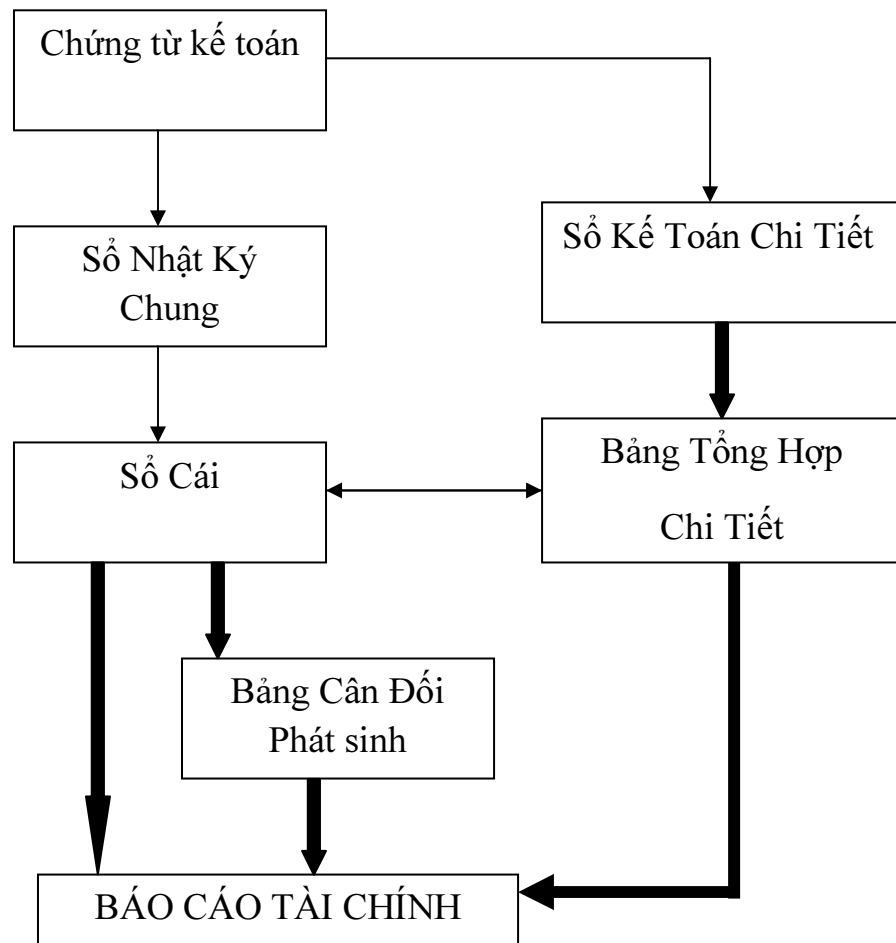 Chứng từ kế toán
Sổ Kế Toán Chi Tiết
Sổ Nhật Ký
Chung
Sổ Cái
Bảng Tổng Hợp
Chi Tiết
Bảng Cân Đối
Phát sinh
BÁO CÁO TÀI CHÍNH